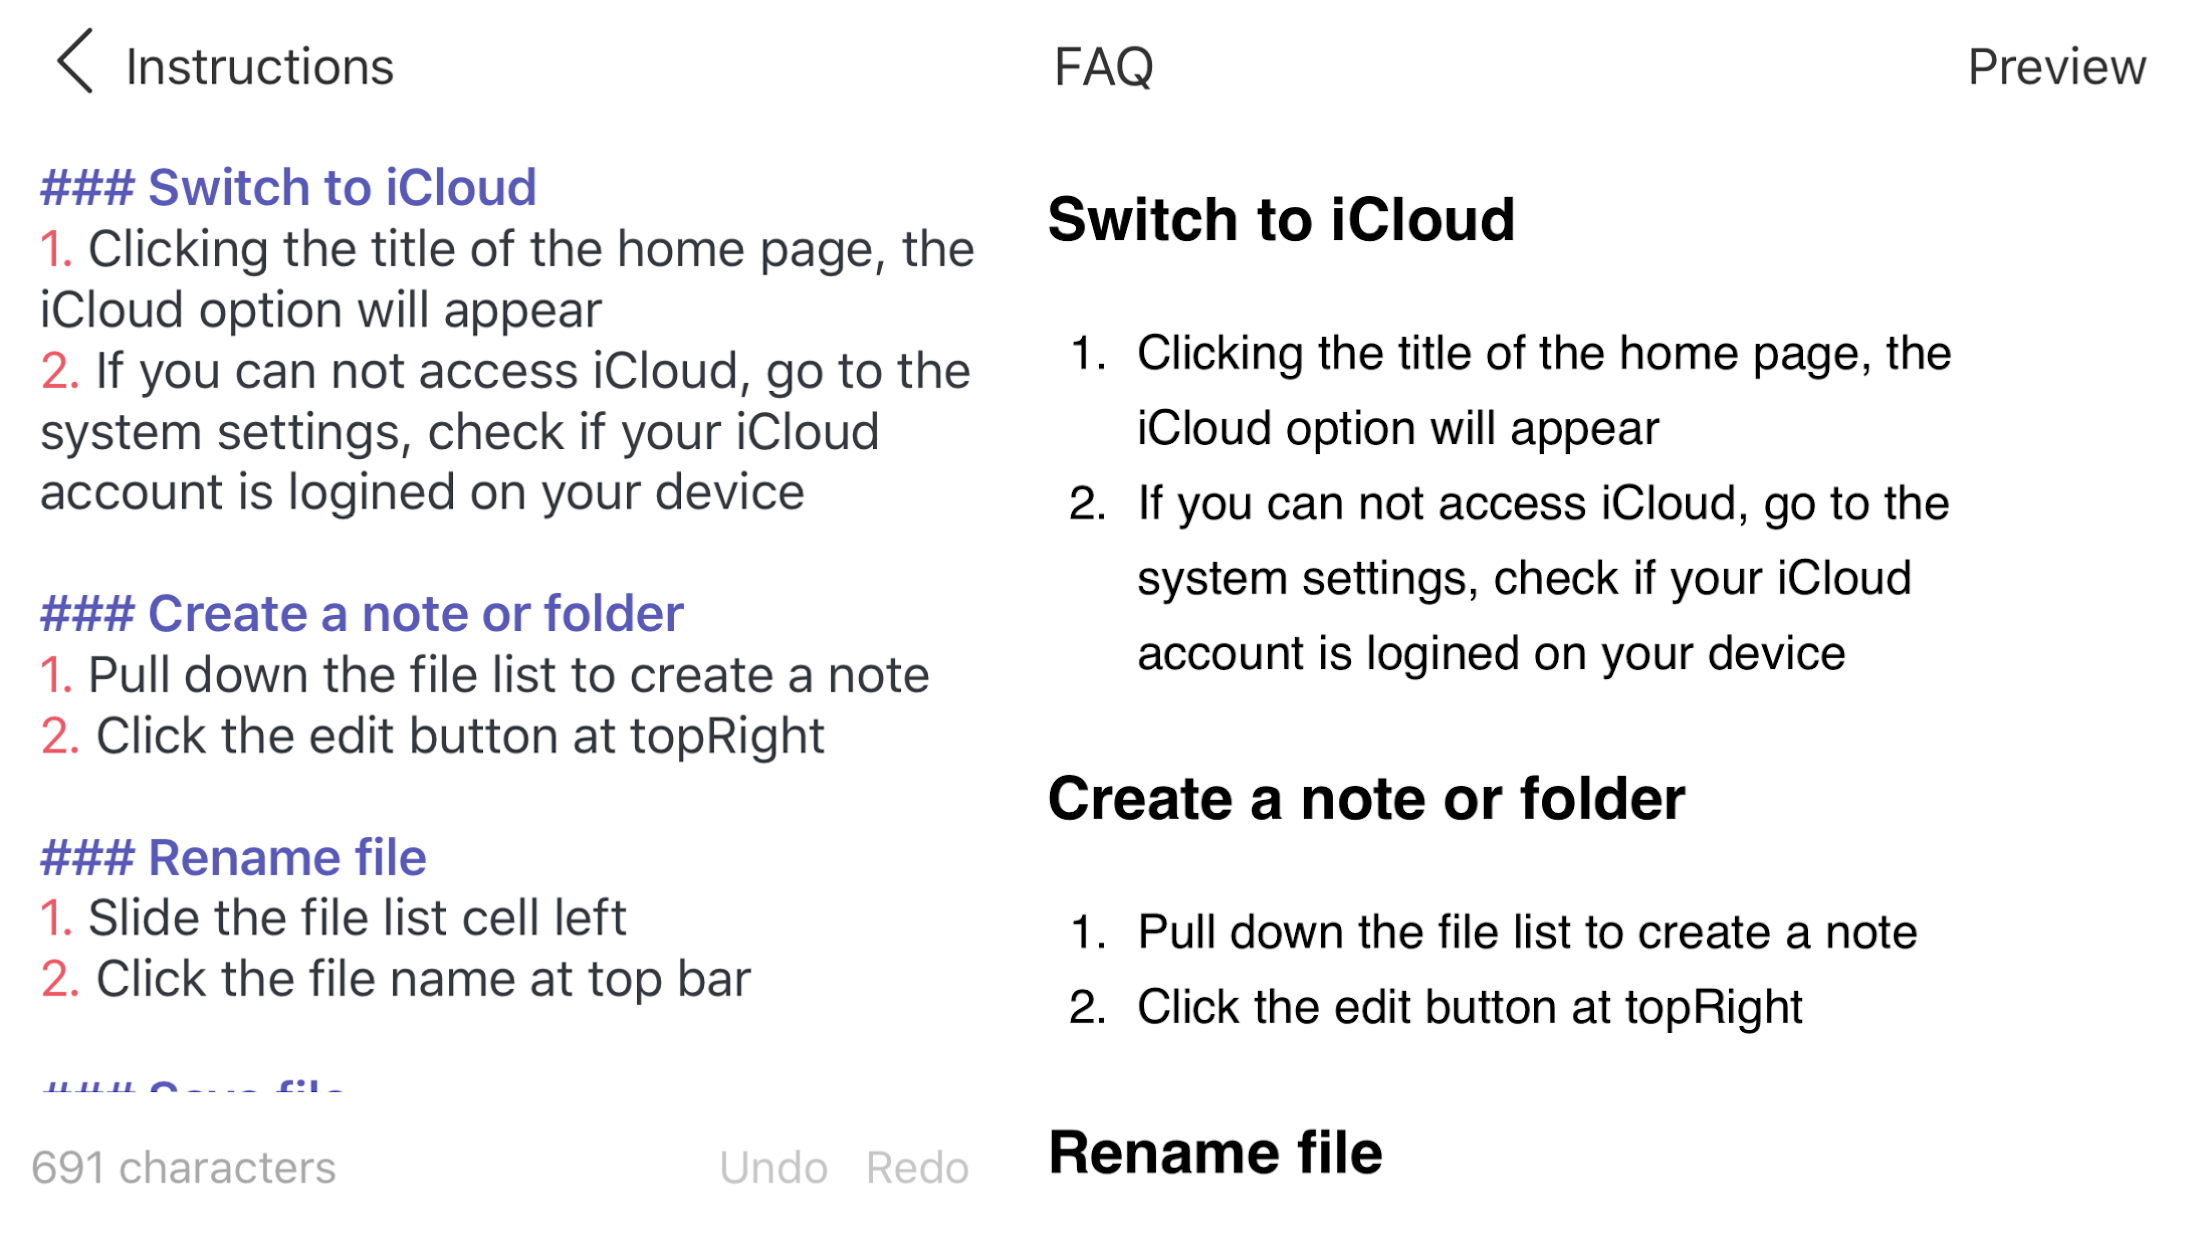 Instructions
FAQ
Preview
### Switch to iCloud
1. Clicking the title of the home page, the
iCloud option will appear
2. If you can not access iCloud, go to the
system settings, check if your iCloud
account is logined on your device
### Create a note or folder
1. Pull down the file list to create a note
2. Click the edit button at topRight
### Rename file
1. Slide the file list cell left
2. Click the file name at top bar
### Save file
691 characters
Undo Redo
Switch to iCloud
1. Clicking the title of the home page, the
iCloud option will appear
2. If you can not access iCloud, go to the
system settings, check if your iCloud
account is logined on your device
Create a note or folder
1. Pull down the file list to create a note
2. Click the edit button at topRight
Rename file